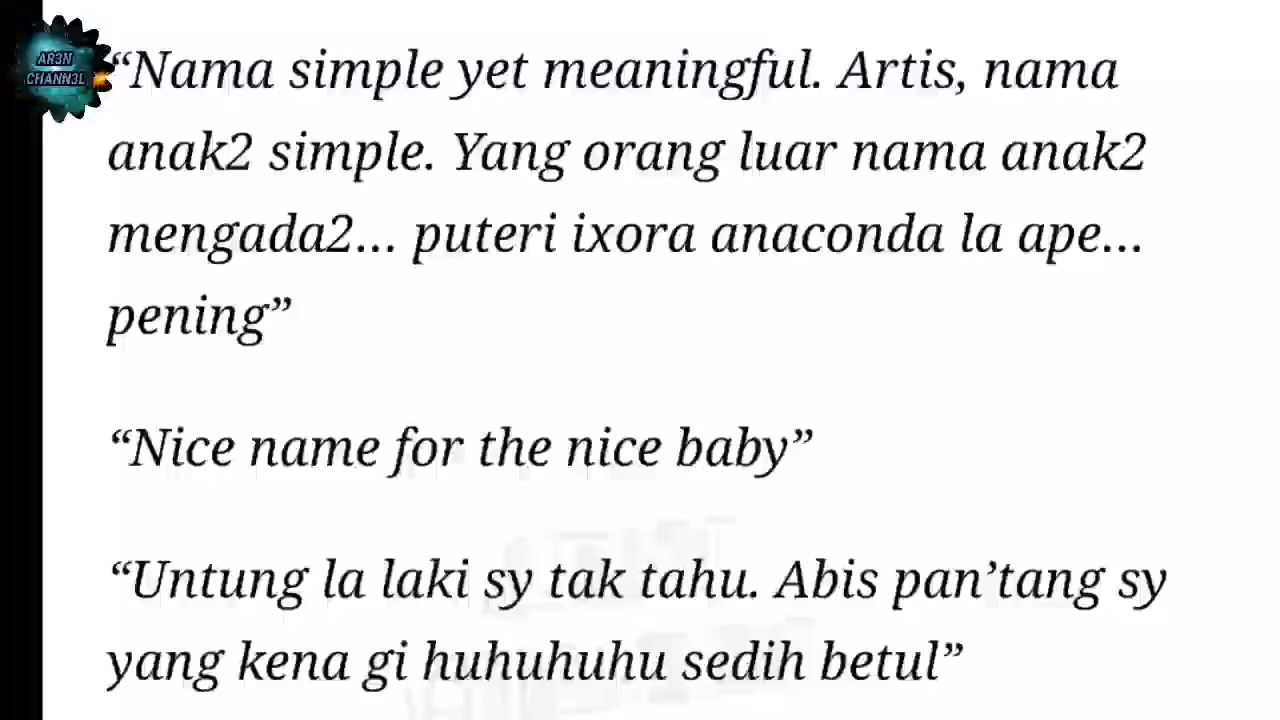 AR3N
CHANN3L
“Nama simple yet meaningful. Artis, nama
anak2 simple. Yang orang luar nama anak2
mengada2... puteri ixora anaconda la ape...
pening”
“Nice name for the nice baby”
“Untung la laki sy tak tahu. Abis pan’tang sy
yang kena gi huhuhuhu sedih betul”